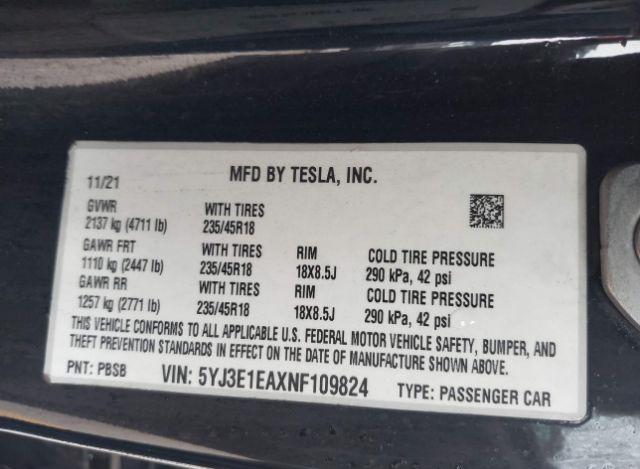 11/21 MFD BY TESLA, INC.
GVWR WITH TIRES
2137 kg (4711 lb) 235/45R18
GAWR FRT WITH TIRES RIM COLD TIRE PRESSURE
1110 kg (2447 lb) 235/45R18 18X8.5J 290 kPa, 42 psi
GAWR RR WITH TIRES RIM COLD TIRE PRESSURE
1257 kg (2771 lb) 235/45R18 18X8.5J 290 kPa, 42 psi
THIS VEHICLE CONFORMS TO ALL APPLICABLE U.S. FEDERAL MOTOR VEHICLE SAFETY, BUMPER, AND
THEFT PREVENTION STANDARDS IN EFFECT ON THE DATE OF MANUFACTURE SHOWN ABOVE.
PNT: PBSB VIN: 5YJ3E1EAXNF109824 TYPE: PASSENGER CAR